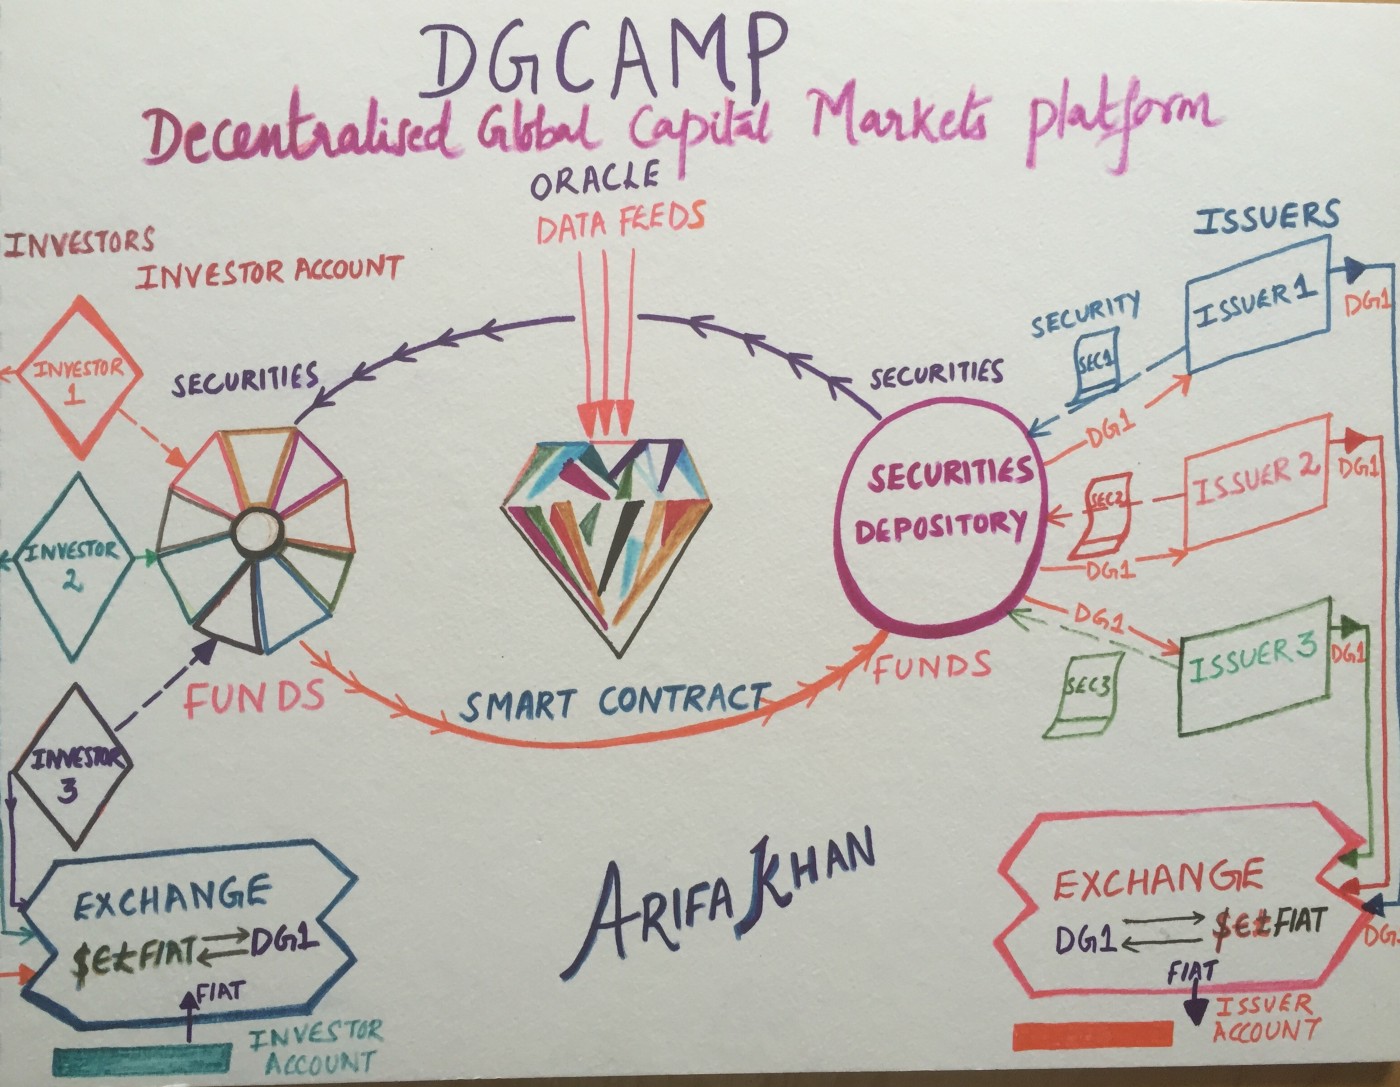 DGCAMP
Decentralised Global Capital Markets platform
ORACLE
DATA FEEDS
INVESTORS
INVESTOR ACCOUNT
INVESTOR
1
INVESTOR
2
INVESTOR
3
SECURITIES
FUNDS
SMART CONTRACT
SECURITIES
SECURITIES
DEPOSITORY
FUNDS
ISSUERS
SECURITY
SEC1
ISSUER 1
DG1
DG1
SEC2
ISSUER 2
DG1
DG1
DG1
SEC3
ISSUER 3
DG1
EXCHANGE
$€£FIAT DG1
FIAT
INVESTOR
ACCOUNT
ARIFA KHAN
EXCHANGE
DG1 $€£FIAT
DG
FIAT
ISSUER
ACCOUNT